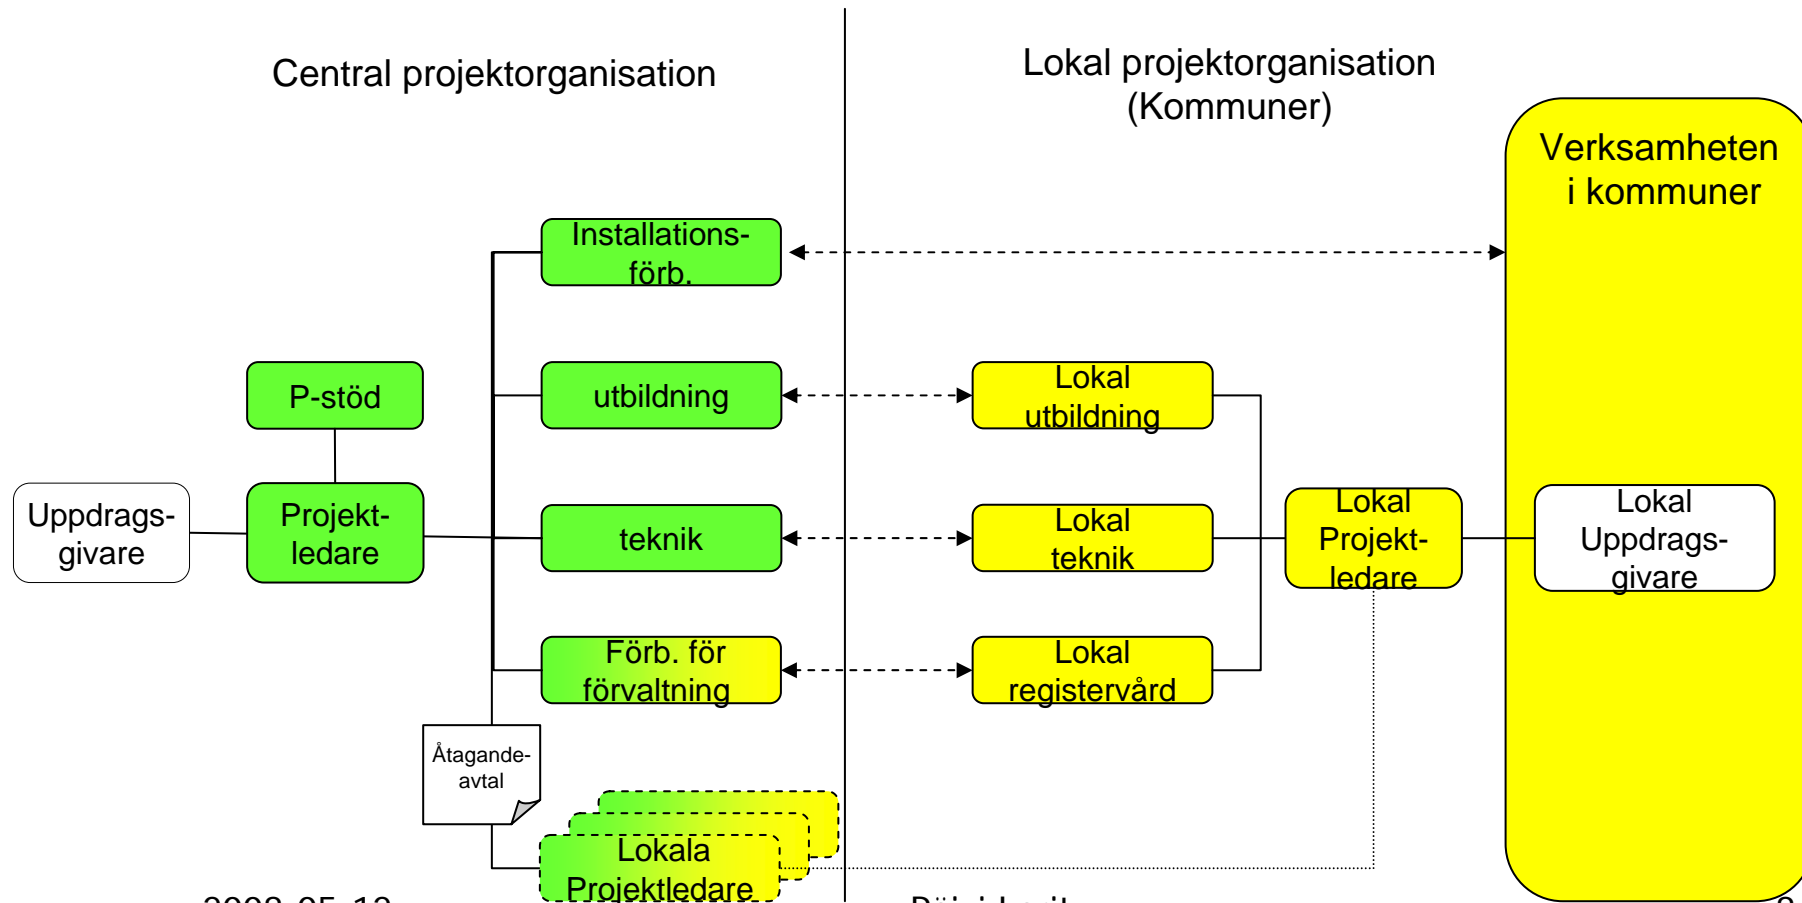 Central projektorganisation
Lokal projektorganisation
(Kommuner)
Verksamheten
i kommuner
Installations-
förb.
P-stöd
utbildning
Lokal
utbildning
Uppdrags-
givare
Projekt-
ledare
teknik
Lokal
teknik
Lokal
Projekt-
ledare
Lokal
Uppdrags-
givare
Förb. för
förvaltning
Lokal
registervård
Åtagande-
avtal
Lokala
Projektledare